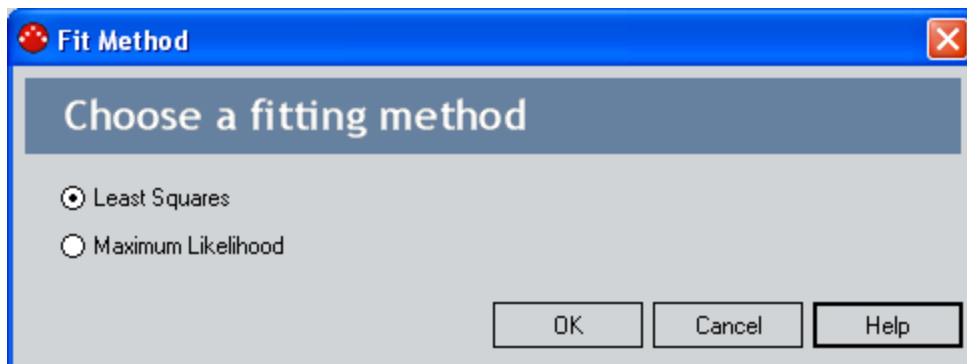 Fit Method
Choose a fitting method
Least Squares
Maximum Likelihood
OK Cancel Help